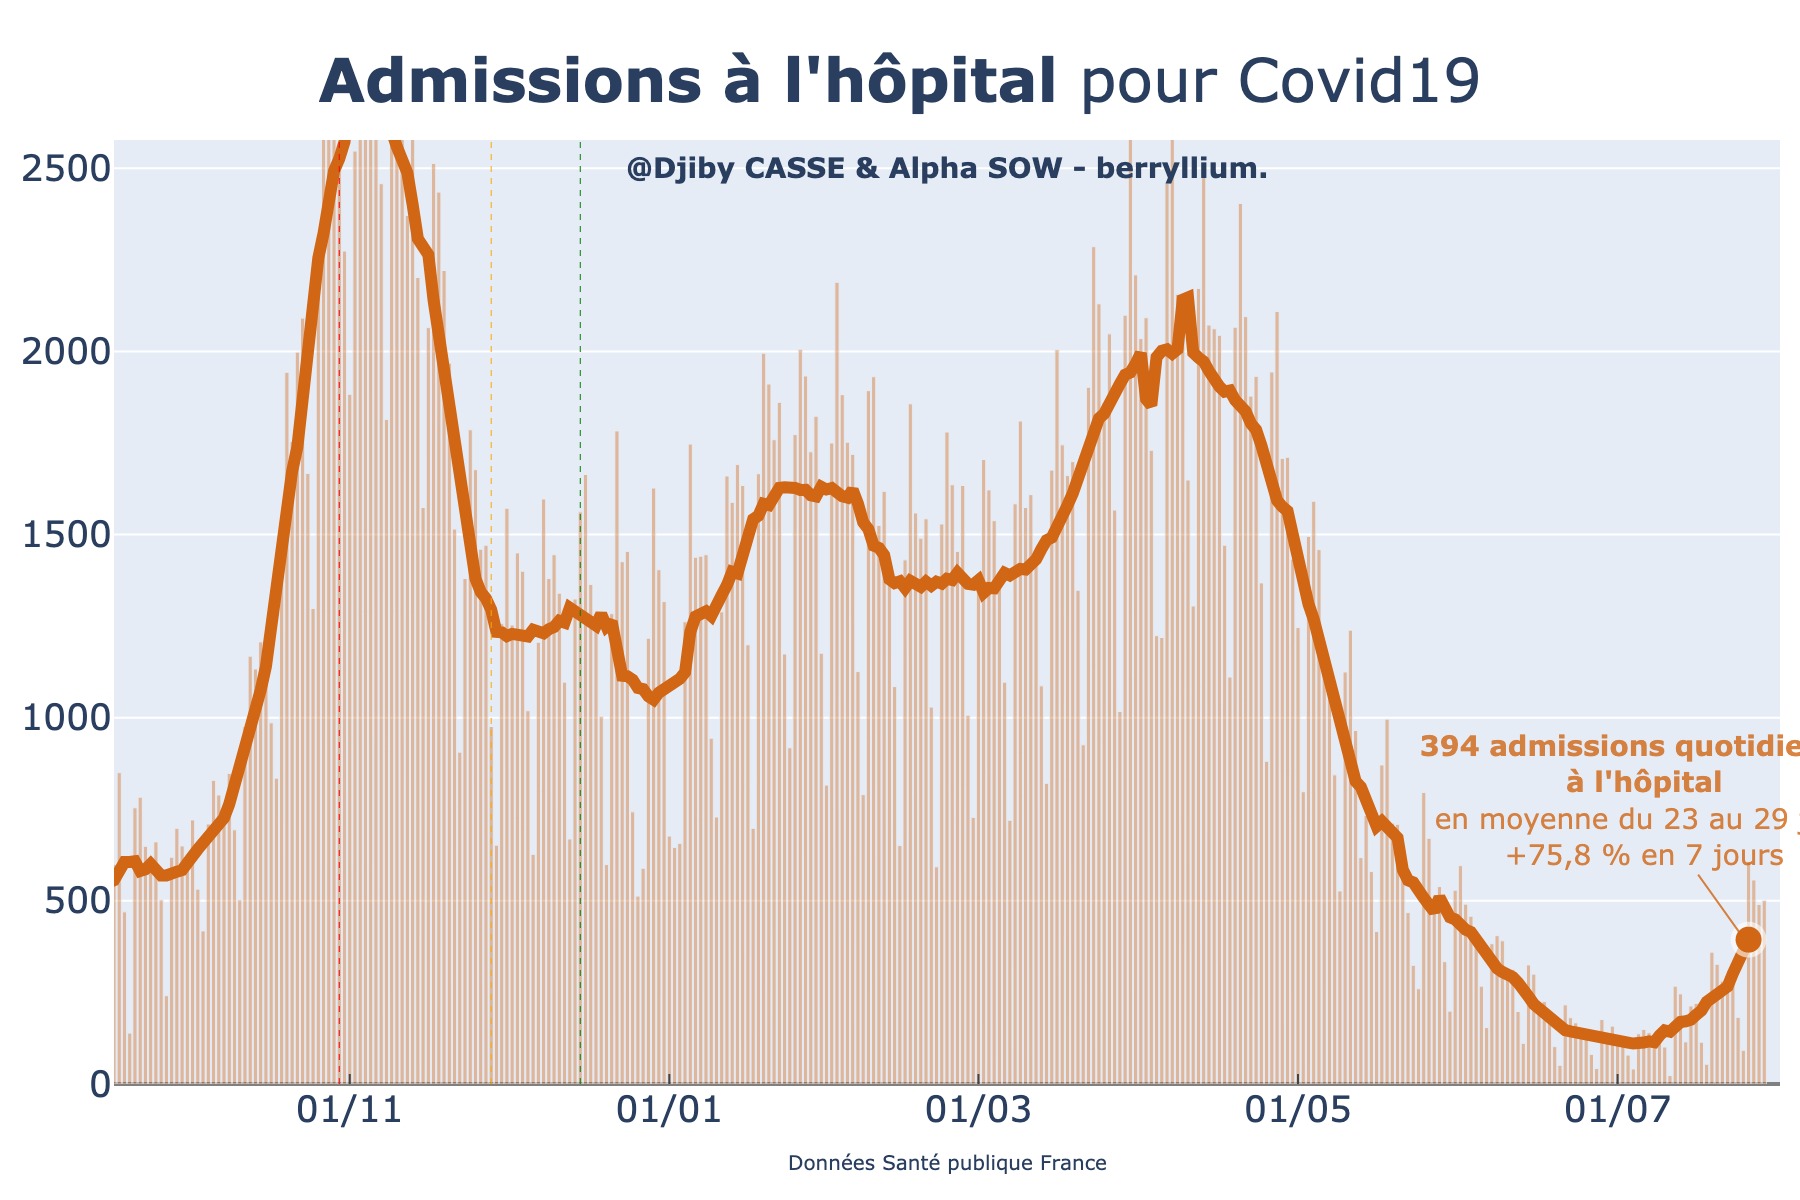 Admissions à l'hôpital pour Covid19
@Djiby CASSE & Alpha SOW - berryllium.
2500
2000
1500
1000
500
0
394 admissions quotidie
à l'hôpital
en moyenne du 23 au 29
+75,8 % en 7 jours
01/11
01/01
01/03
01/05
01/07
Données Santé publique France